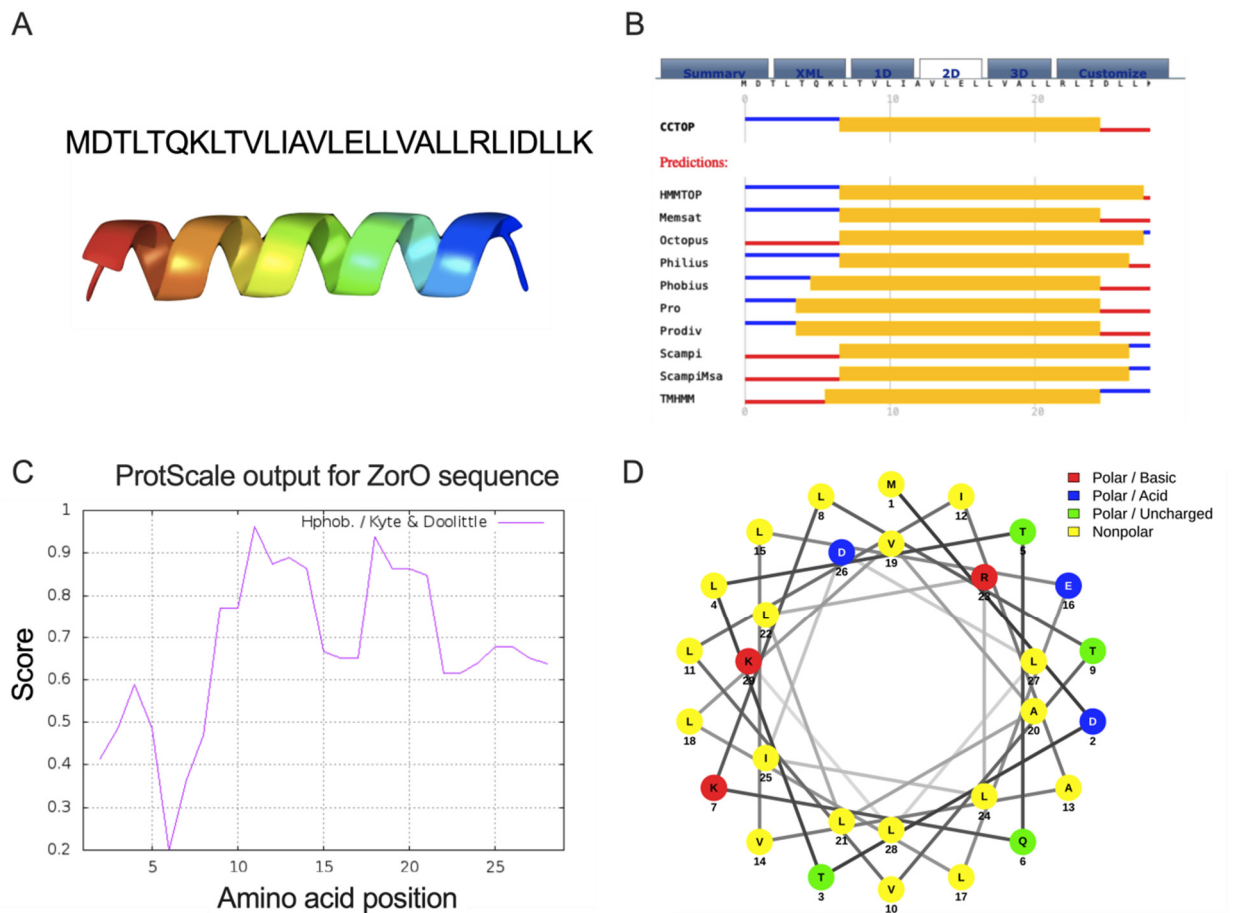 A
MDTLTQKLTVLIAVLELLVALLRLIDLLK
B
Summary XML 1D 2D 3D Customize
M D T L T Q K L T V L I A V L E L L V A L L R L I D L L
0 10 20
CCTOP
Predictions:
HMMTOP
Memsat
Octopus
Philius
Phobius
Pro
Prodiv
Scampi
ScampiMsa
TMHMM
0 10 20
C
ProtScale output for ZorO sequence
Hphob. / Kyte & Doolittle
Score
1
0.9
0.8
0.7
0.6
0.5
0.4
0.3
0.2
5 10 15 20 25
Amino acid position
D
Polar / Basic
Polar / Acid
Polar / Uncharged
Nonpolar
M
1
L
8
I
12
L
15
T
5
V
19
D
26
R
23
L
4
E
16
L
22
L
11
T
9
K
29
L
27
L
18
A
20
D
2
I
25
K
7
A
13
L
24
L
21
L
28
V
14
Q
6
T
3
L
17
V
10